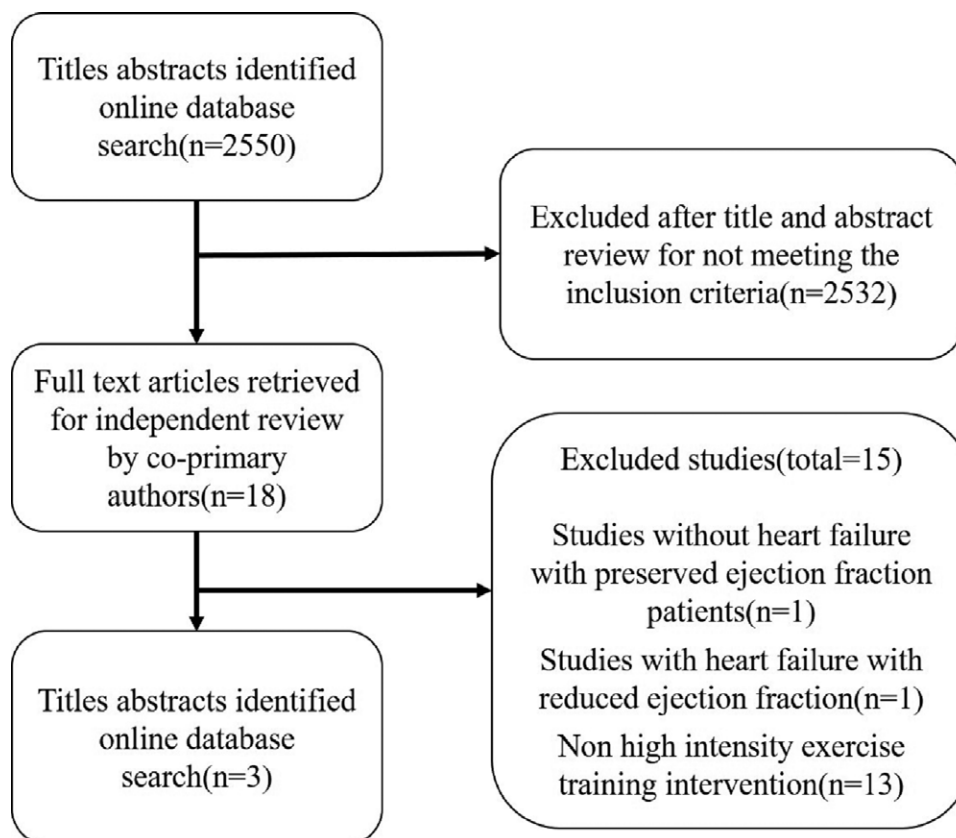 Titles abstracts identified
online database
search(n=2550)
Excluded after title and abstract
review for not meeting the
inclusion criteria(n=2532)
Full text articles retrieved
for independent review
by co-primary
authors(n=18)
Excluded studies(total=15)
Studies without heart failure
with preserved ejection fraction
patients(n=1)
Studies with heart failure with
reduced ejection fraction(n=1)
Non high intensity exercise
training intervention(n=13)
Titles abstracts identified
online database
search(n=3)